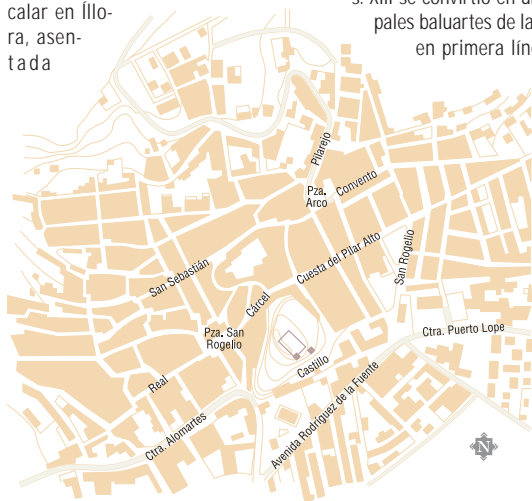 calar en Íllo-
ra, asen-
tada
s. XIII se convirtió en
pales baluartes de la
en primera
Pilarejo
Pza.
Arco
Convento
San Sebastián
Cárcel
Cuesta del Pilar Alto
San Rogelio
Pza. San
Rogelio
Castillo
Ctra. Puerto Lope
Real
Ctra. Alomartes
Avenida Rodríguez de la Fuente
N